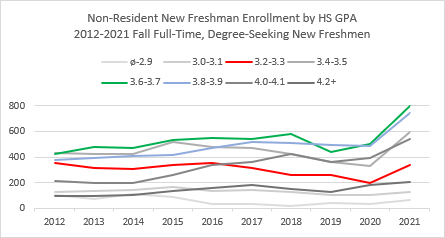 Non-Resident New Freshman Enrollment by HS GPA
2012-2021 Fall Full-Time, Degree-Seeking New Freshmen
ø-2.9 3.0-3.1 3.2-3.3 3.4-3.5
3.6-3.7 3.8-3.9 4.0-4.1 4.2+
800
600
400
200
0
2012 2013 2014 2015 2016 2017 2018 2019 2020 2021